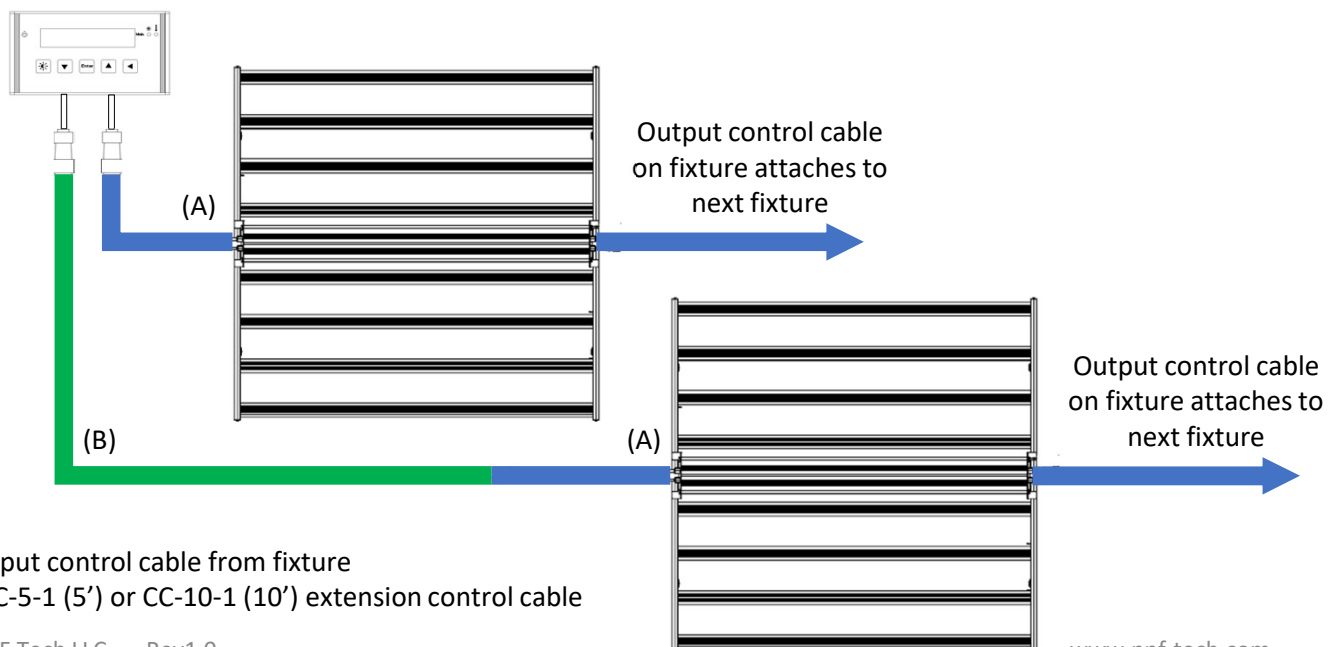 Enter
(A)
Output control cable
on fixture attaches to
next fixture
(B)
(A)
Output control cable
on fixture attaches to
next fixture
put control cable from fixture
C-5-1 (5’) or CC-10-1 (10’) extension control cable